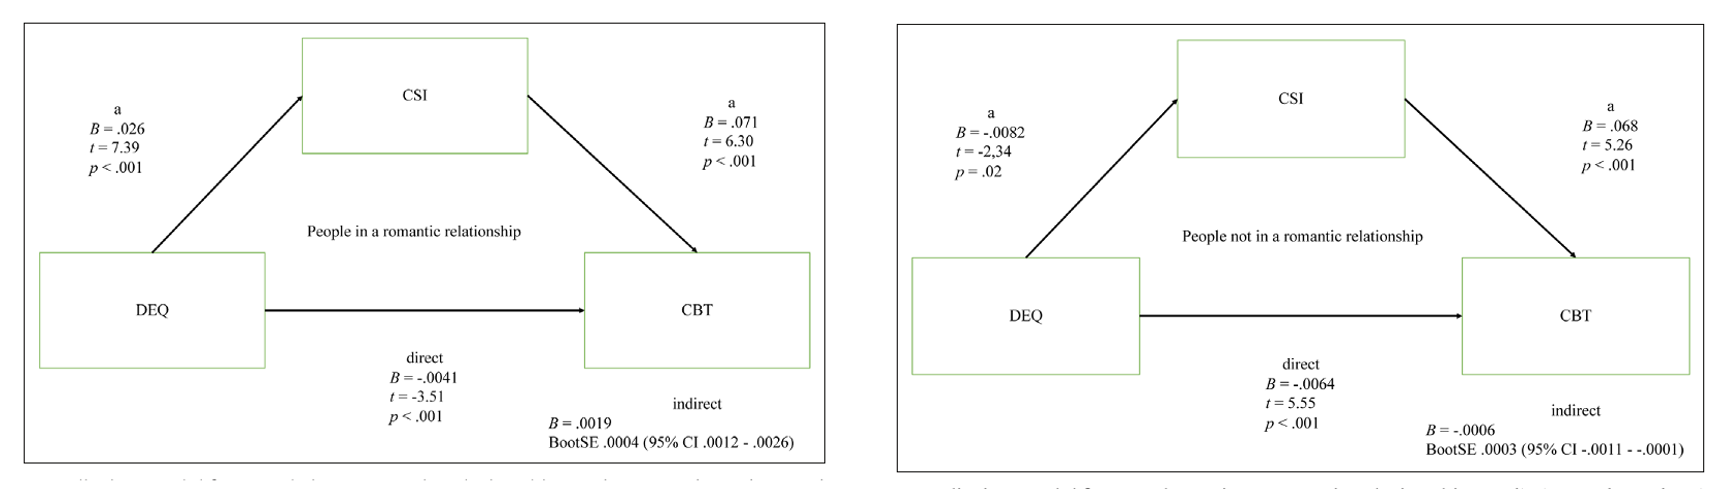 CSI
a
B = .026
t = 7.39
p < .001
a
B = .071
t = 6.30
p < .001
People in a romantic relationship
DEQ
CBT
direct
B = -.0041
t = -3.51
p < .001
indirect
B = .0019
BootSE .0004 (95% CI .0012 - .0026)
CSI
a
B = -.0082
t = -2,34
p = .02
a
B = .068
t = 5.26
p < .001
People not in a romantic relationship
DEQ
CBT
direct
B = -.0064
t = 5.55
p < .001
indirect
B = -.0006
BootSE .0003 (95% CI -.0011 - -.0001)